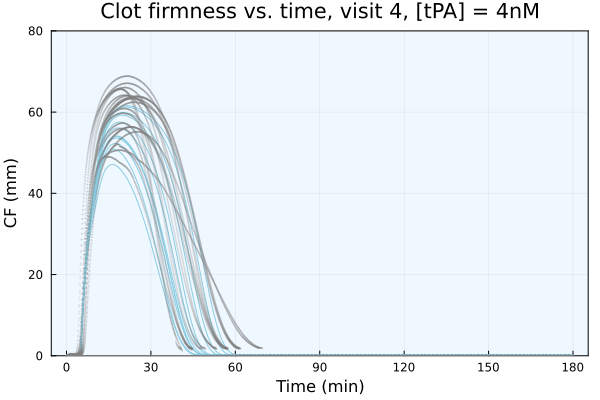 Clot firmness vs. time, visit 4, [tPA] = 4nM
80
60
40
20
0
CF (mm)
0 30 60 90 120 150 180
Time (min)